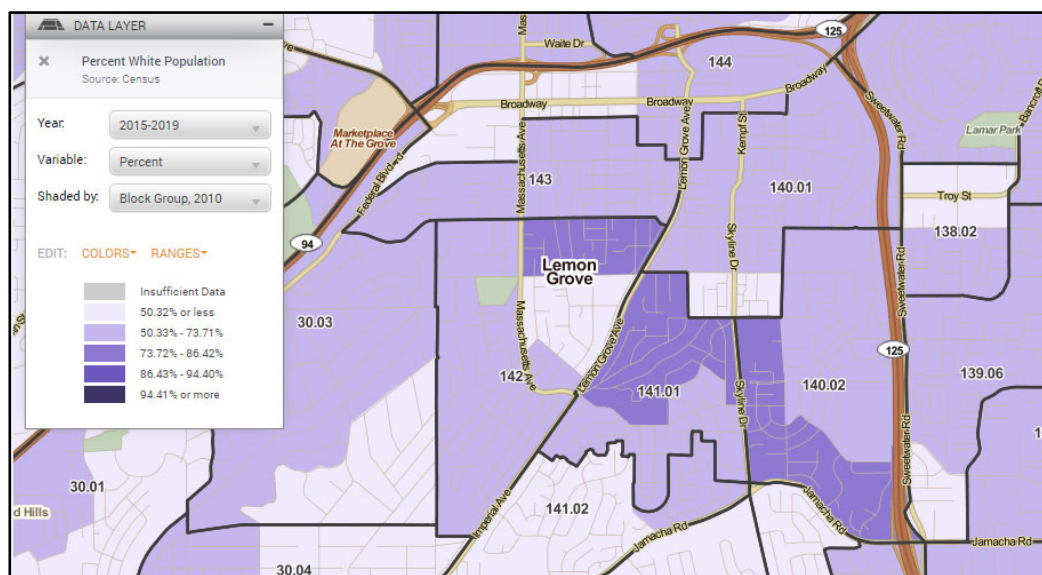 DATA LAYER
Percent White Population
Source: Census
Year:
2015-2019
Variable:
Percent
Shaded by:
Block Group, 2010
EDIT: COLORS RANGES
Insufficient Data
50.32% or less
50.33% - 73.71%
73.72% - 86.42%
86.43% - 94.40%
94.41% or more
Waite Dr
125
144
Broadway
Broadway
Broadway
Marketplace
At The Grove
Massachusetts Ave
Lemon Grove Ave
Kempf St
Sweetwater Rd
Lamar Park
Federal Blvd
143
140.01
Troy St
138.02
94
Skyline Dr
Sweetwater Rd
Lemon
Grove
30.03
Massachusetts Ave
Lemon Grove Ave
125
142
141.01
Skyline Dr
140.02
139.06
Sweetwater Rd
30.01
d Hills
Imperial Ave
141.02
Jamacha Rd
Jamacha Rd
Jamacha Rd
30.04